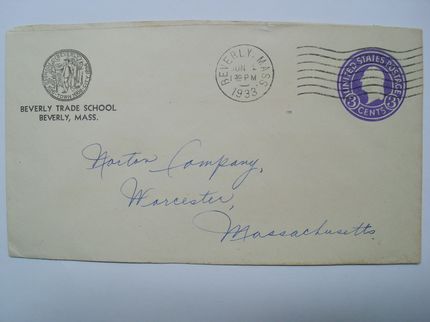 BEVERLY TRADE SCHOOL
BEVERLY, MASS.
BEVERLY, MASS.
JUN
PM
1933
UNITED STATES POSTAGE
3 CENTS 3
Norton Company,
Worcester,
Massachusetts.